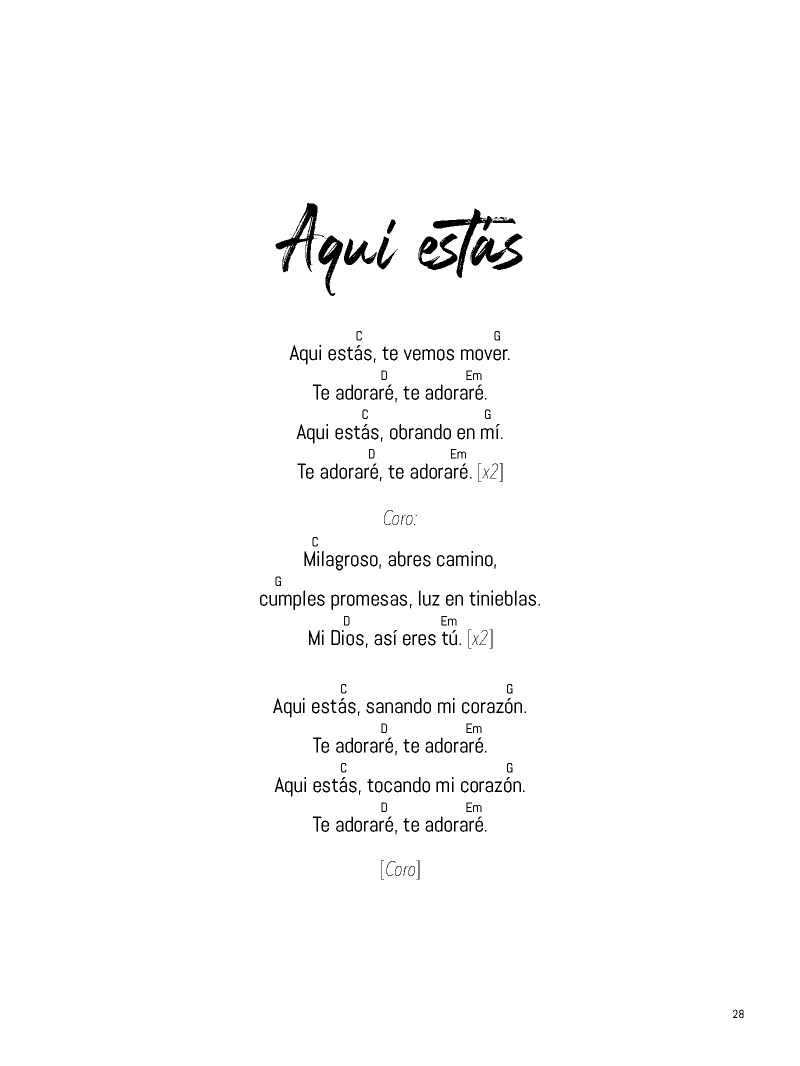 Aquí estás
C G
Aqui estás, te vemos mover.
D Em
Te adoraré, te adoraré.
C G
Aqui estás, obrando en mí.
D Em
Te adoraré, te adoraré. [x2]
Coro:
C
Milagroso, abres camino,
G
cumples promesas, luz en tinieblas.
D Em
Mi Dios, así eres tú. [x2]
C G
Aqui estás, sanando mi corazón.
D Em
Te adoraré, te adoraré.
C G
Aqui estás, tocando mi corazón.
D Em
Te adoraré, te adoraré.
[Coro]
28